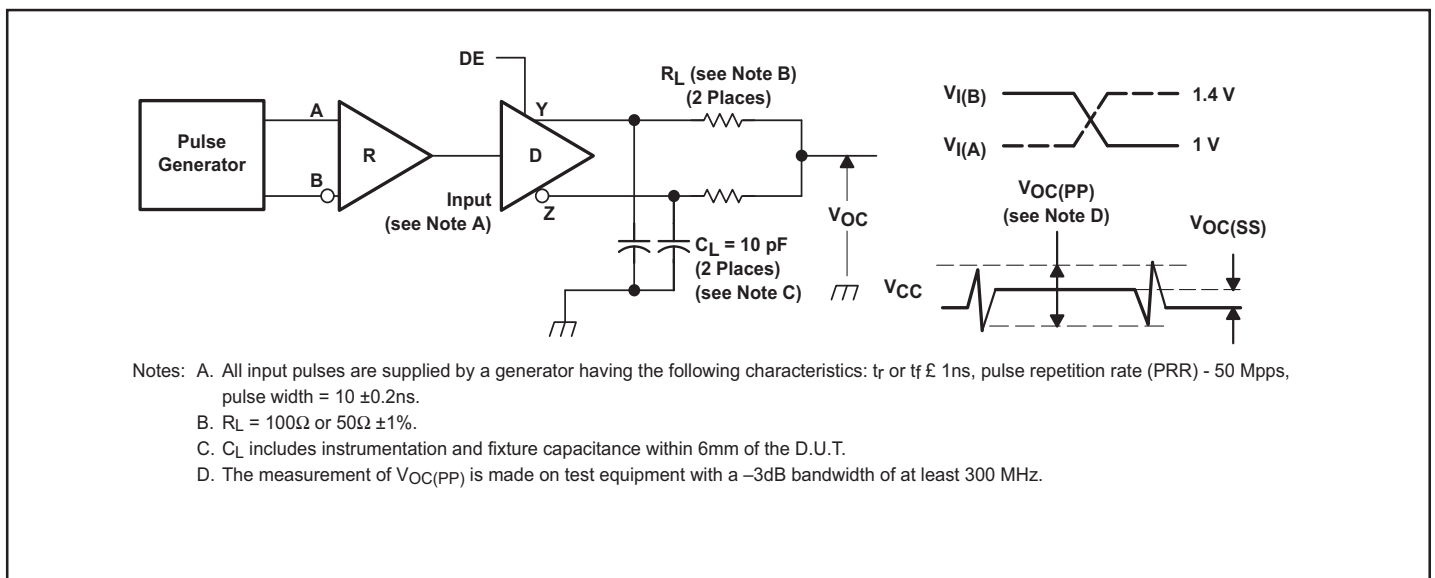 DE
RL (see Note B)
(2 Places)
Pulse
Generator
A
B
R
Y
D
Z
Input
(see Note A)
CL = 10 pF
(2 Places)
(see Note C)
VOC
VI(B)
1.4 V
VI(A)
1 V
VOC(PP)
(see Note D)
VOC(SS)
VCC
Notes: A. All input pulses are supplied by a generator having the following characteristics: tr or tf £ 1ns, pulse repetition rate (PRR) - 50 Mpps,
pulse width = 10 ±0.2ns.
B. RL = 100Ω or 50Ω ±1%.
C. CL includes instrumentation and fixture capacitance within 6mm of the D.U.T.
D. The measurement of VOC(PP) is made on test equipment with a –3dB bandwidth of at least 300 MHz.